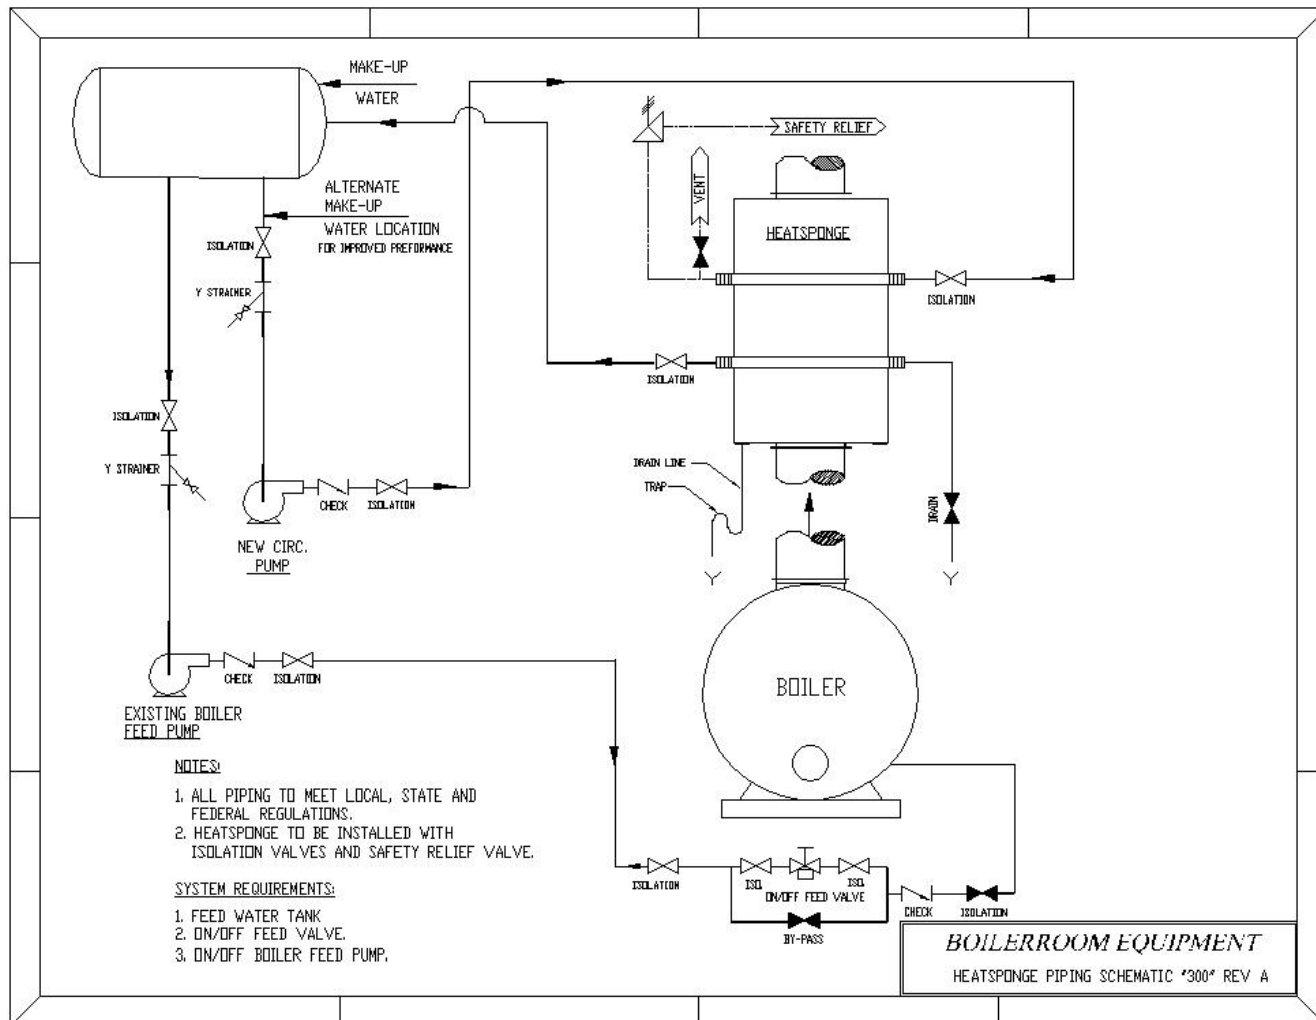 MAKE-UP
WATER
SAFETY RELIEF
VENT
HEATSPONGE
ALTERNATE
MAKE-UP
WATER LOCATION
FOR IMPROVED PREFORMANCE
ISOLATION
Y STRAINER
ISOLATION
ISOLATION
ISOLATION
Y STRAINER
DRAIN LINE
TRAP
CHECK
ISOLATION
DRAIN
NEW CIRC.
PUMP
CHECK
ISOLATION
BOILER
EXISTING BOILER
FEED PUMP
NOTES:
1. ALL PIPING TO MEET LOCAL, STATE AND
FEDERAL REGULATIONS.
2. HEATSPONGE TO BE INSTALLED WITH
ISOLATION VALVES AND SAFETY RELIEF VALVE.
SYSTEM REQUIREMENTS:
1. FEED WATER TANK
2. ON/OFF FEED VALVE.
3. ON/OFF BOILER FEED PUMP.
ISOLATION
ISO.
ISO.
ON/OFF FEED VALVE
CHECK
ISOLATION
BY-PASS
BOILERROOM EQUIPMENT
HEATSPONGE PIPING SCHEMATIC "300" REV A